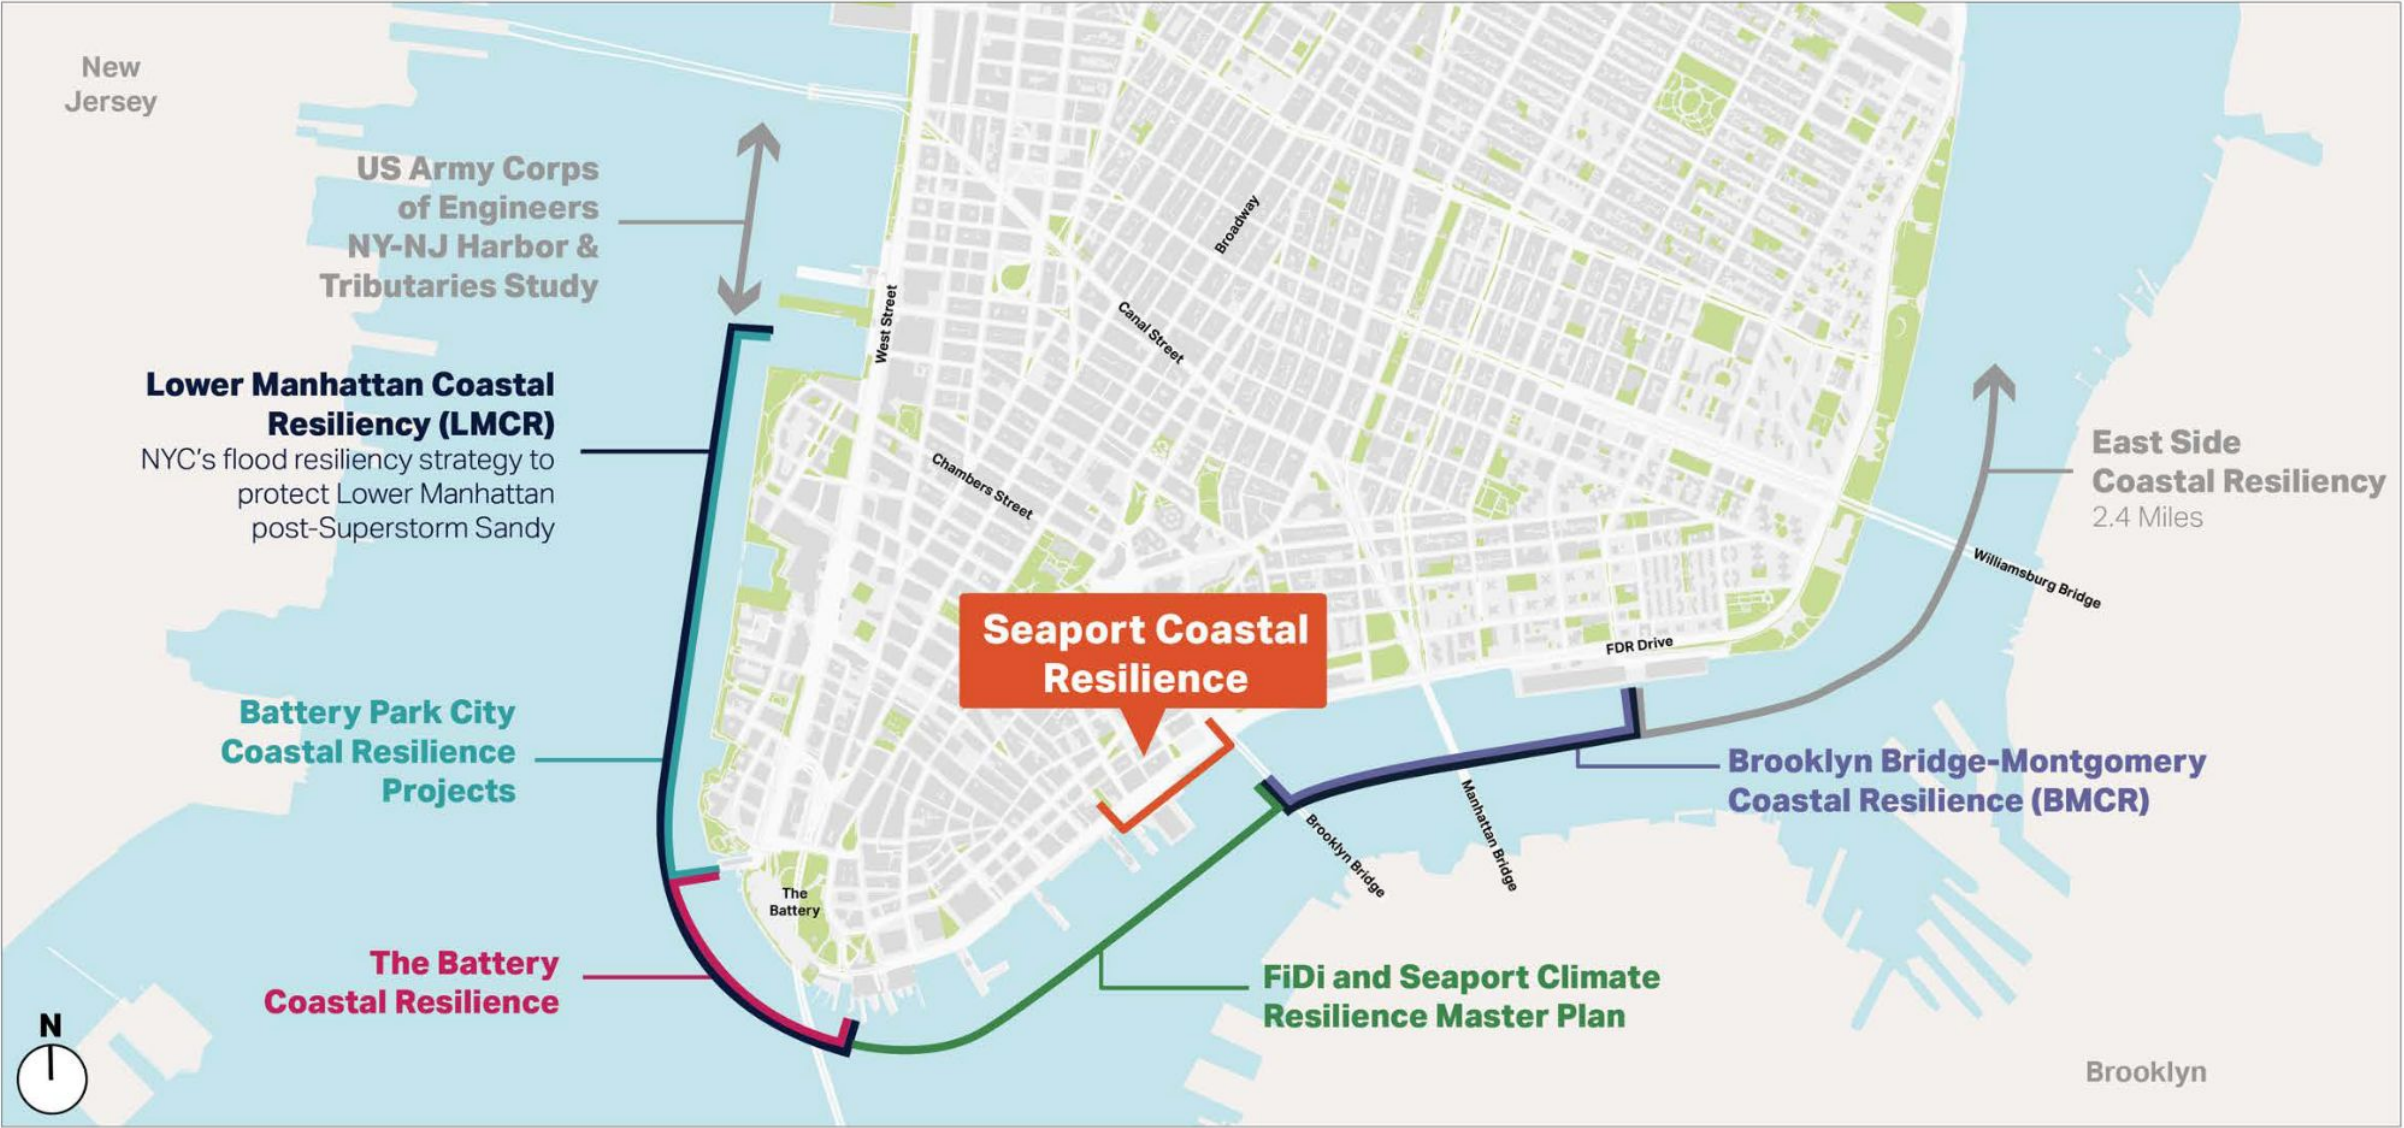 New
Jersey
US Army Corps
of Engineers
NY-NJ Harbor &
Tributaries Study
Lower Manhattan Coastal
Resiliency (LMCR)
NYC's flood resiliency strategy to
protect Lower Manhattan
post-Superstorm Sandy
Battery Park City
Coastal Resilience
Projects
The Battery
Coastal Resilience
N
West Street
Broadway
Canal Street
Chambers Street
Seaport Coastal
Resilience
FDR Drive
The
Battery
East Side
Coastal Resiliency
2.4 Miles
Williamsburg Bridge
Brooklyn Bridge-Montgomery
Coastal Resilience (BMCR)
Manhattan Bridge
Brooklyn Bridge
FiDi and Seaport Climate
Resilience Master Plan
Brooklyn